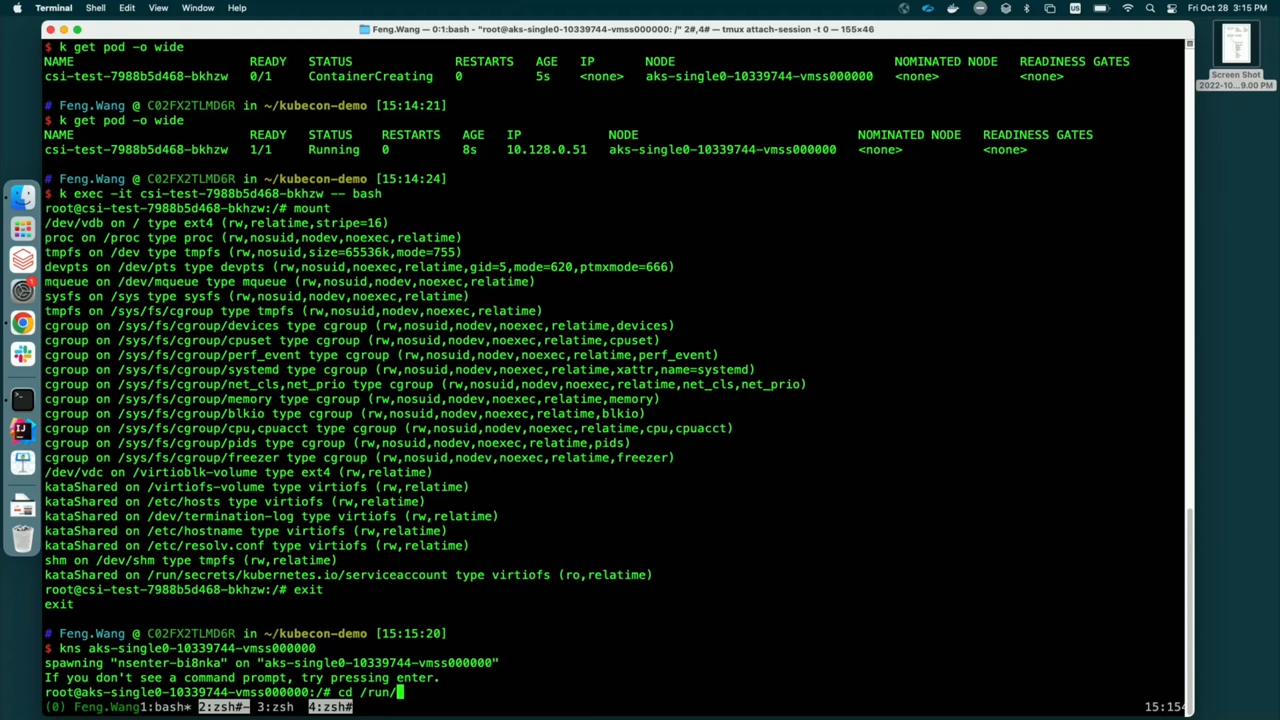 Terminal Shell Edit View Window Help US Fri Oct 28 3:15 PM
Feng.Wang — 0:1:bash - "root@aks-single0-10339744-vmss000000: /" 2#,4# — tmux attach-session -t 0 — 155×46
$ k get pod -o wide
NAME READY STATUS RESTARTS AGE IP NODE NOMINATED NODE READINESS GATES
csi-test-7988b5d468-bkhzw 0/1 ContainerCreating 0 5s <none> aks-single0-10339744-vmss000000 <none> <none>
# Feng.Wang @ C02FX2TLMD6R in ~/kubecon-demo [15:14:21]
$ k get pod -o wide
NAME READY STATUS RESTARTS AGE IP NODE NOMINATED NODE READINESS GATES
csi-test-7988b5d468-bkhzw 1/1 Running 0 8s 10.128.0.51 aks-single0-10339744-vmss000000 <none> <none>
# Feng.Wang @ C02FX2TLMD6R in ~/kubecon-demo [15:14:24]
$ k exec -it csi-test-7988b5d468-bkhzw -- bash
root@csi-test-7988b5d468-bkhzw:/# mount
/dev/vdb on / type ext4 (rw,relatime,stripe=16)
proc on /proc type proc (rw,nosuid,nodev,noexec,relatime)
tmpfs on /dev type tmpfs (rw,nosuid,size=65536k,mode=755)
devpts on /dev/pts type devpts (rw,nosuid,noexec,relatime,gid=5,mode=620,ptmxmode=666)
mqueue on /dev/mqueue type mqueue (rw,nosuid,nodev,noexec,relatime)
sysfs on /sys type sysfs (rw,nosuid,nodev,noexec,relatime)
tmpfs on /sys/fs/cgroup type tmpfs (rw,nosuid,nodev,noexec,relatime)
cgroup on /sys/fs/cgroup/devices type cgroup (rw,nosuid,nodev,noexec,relatime,devices)
cgroup on /sys/fs/cgroup/cpuset type cgroup (rw,nosuid,nodev,noexec,relatime,cpuset)
cgroup on /sys/fs/cgroup/perf_event type cgroup (rw,nosuid,nodev,noexec,relatime,perf_event)
cgroup on /sys/fs/cgroup/systemd type cgroup (rw,nosuid,nodev,noexec,relatime,xattr,name=systemd)
cgroup on /sys/fs/cgroup/net_cls,net_prio type cgroup (rw,nosuid,nodev,noexec,relatime,net_cls,net_prio)
cgroup on /sys/fs/cgroup/memory type cgroup (rw,nosuid,nodev,noexec,relatime,memory)
cgroup on /sys/fs/cgroup/blkio type cgroup (rw,nosuid,nodev,noexec,relatime,blkio)
cgroup on /sys/fs/cgroup/cpu,cpuacct type cgroup (rw,nosuid,nodev,noexec,relatime,cpu,cpuacct)
cgroup on /sys/fs/cgroup/pids type cgroup (rw,nosuid,nodev,noexec,relatime,pids)
cgroup on /sys/fs/cgroup/freezer type cgroup (rw,nosuid,nodev,noexec,relatime,freezer)
/dev/vdc on /virtioblk-volume type ext4 (rw,relatime)
kataShared on /virtiofs-volume type virtiofs (rw,relatime)
kataShared on /etc/hosts type virtiofs (rw,relatime)
kataShared on /dev/termination-log type virtiofs (rw,relatime)
kataShared on /etc/hostname type virtiofs (rw,relatime)
kataShared on /etc/resolv.conf type virtiofs (rw,relatime)
shm on /dev/shm type tmpfs (rw,relatime)
kataShared on /run/secrets/kubernetes.io/serviceaccount type virtiofs (ro,relatime)
root@csi-test-7988b5d468-bkhzw:/# exit
exit
# Feng.Wang @ C02FX2TLMD6R in ~/kubecon-demo [15:15:20]
$ kns aks-single0-10339744-vmss000000
spawning "nsenter-bi8nka" on "aks-single0-10339744-vmss000000"
If you don't see a command prompt, try pressing enter.
root@aks-single0-10339744-vmss000000:/# cd /run/
(0) Feng.Wang1:bash* 2:zsh#- 3:zsh 4:zsh# 15:154
Screen Shot
2022-10...9.00 PM